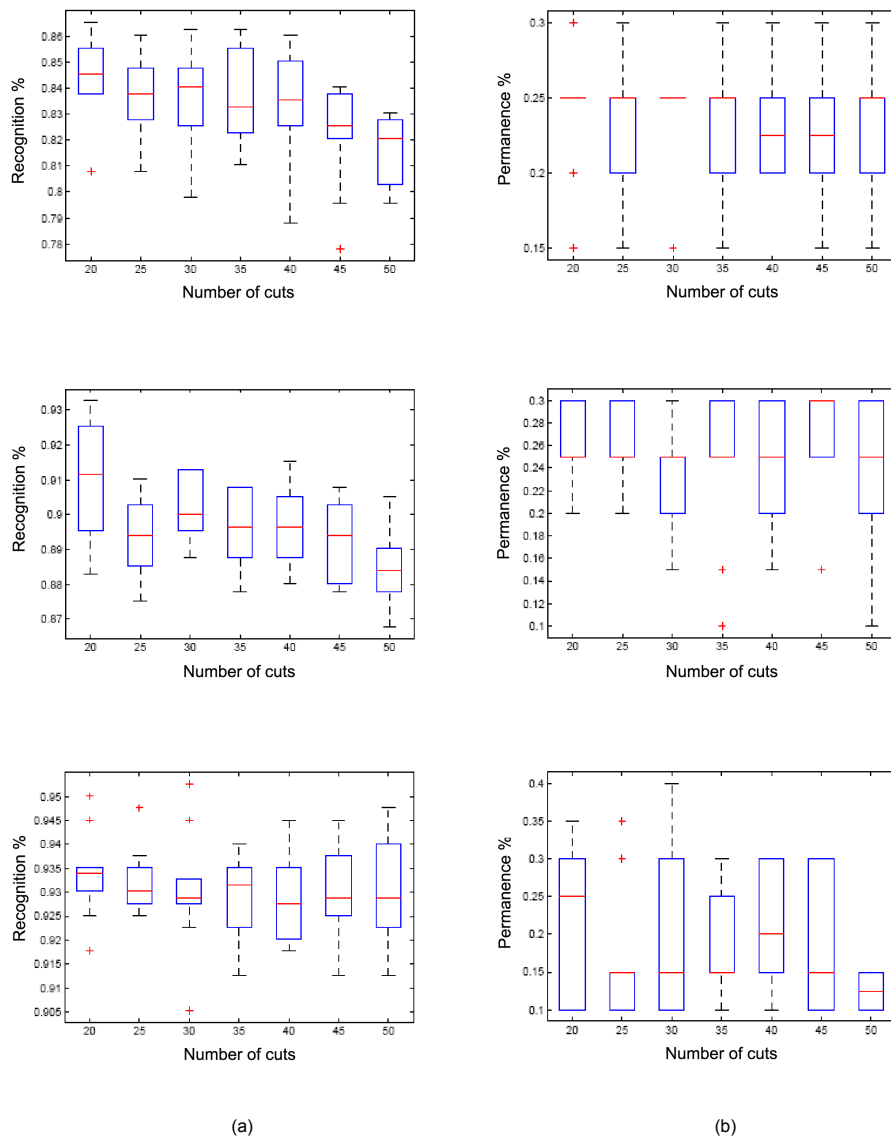 Recognition %
0.86
0.85
0.84
0.83
0.82
0.81
0.8
0.79
0.78
20 25 30 35 40 45 50
Number of cuts
Permanence %
0.3
0.25
0.2
0.15
20 25 30 35 40 45 50
Number of cuts
Recognition %
0.93
0.92
0.91
0.9
0.89
0.88
0.87
20 25 30 35 40 45 50
Number of cuts
Permanence %
0.3
0.28
0.26
0.24
0.22
0.2
0.18
0.16
0.14
0.12
0.1
20 25 30 35 40 45 50
Number of cuts
Recognition %
0.95
0.945
0.94
0.935
0.93
0.925
0.92
0.915
0.91
0.905
20 25 30 35 40 45 50
Number of cuts
Permanence %
0.4
0.35
0.3
0.25
0.2
0.15
0.1
20 25 30 35 40 45 50
Number of cuts
(a) (b)